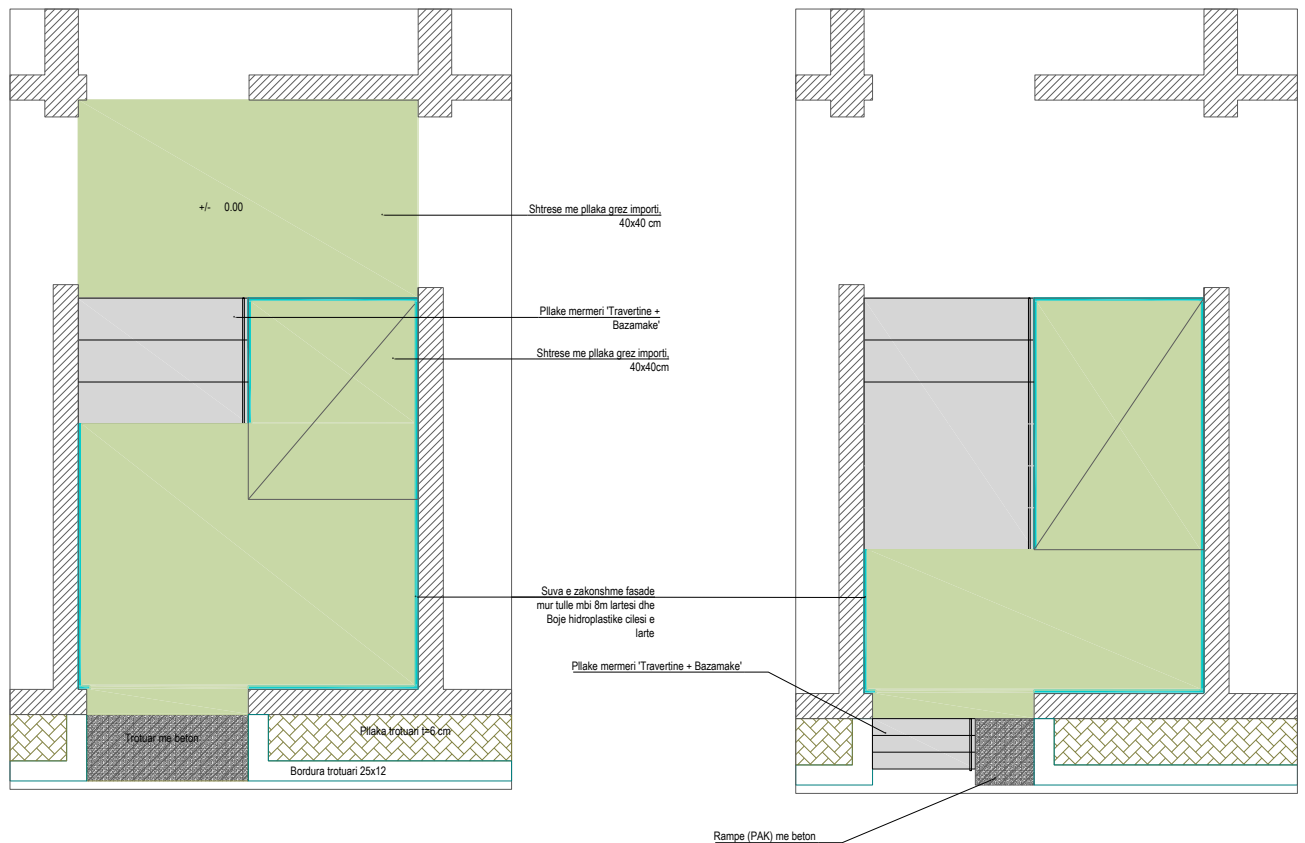 +/- 0.00
Shtrese me pllaka grez importi,
40x40 cm
Pllake mermeri 'Travertine +
Bazamake'
Shtrese me pllaka grez importi,
40x40cm
Suva e zakonshme fasade
mur tulle mbi 8m lartesi dhe
Boje hidroplastike cilesi e
larte
Pllake mermeri 'Travertine + Bazamake'
Trotuar me beton
Pllaka trotuari t=6 cm
Bordura trotuari 25x12
Rampe (PAK) me beton